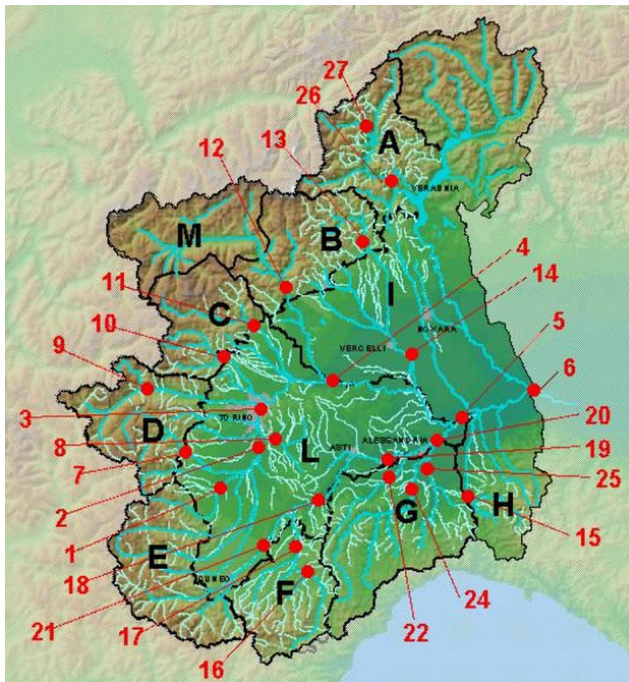 27
26
A
13
VERBANIA
12
B
M
4
I
14
11
C
NOVARA
10
5
VERCELLI
9
6
3
TORINO
20
D
8
ASTI
ALESSANDRIA
19
7
L
25
2
G
H
15
1
E
18
CUNEO
F
24
21
17
22
16